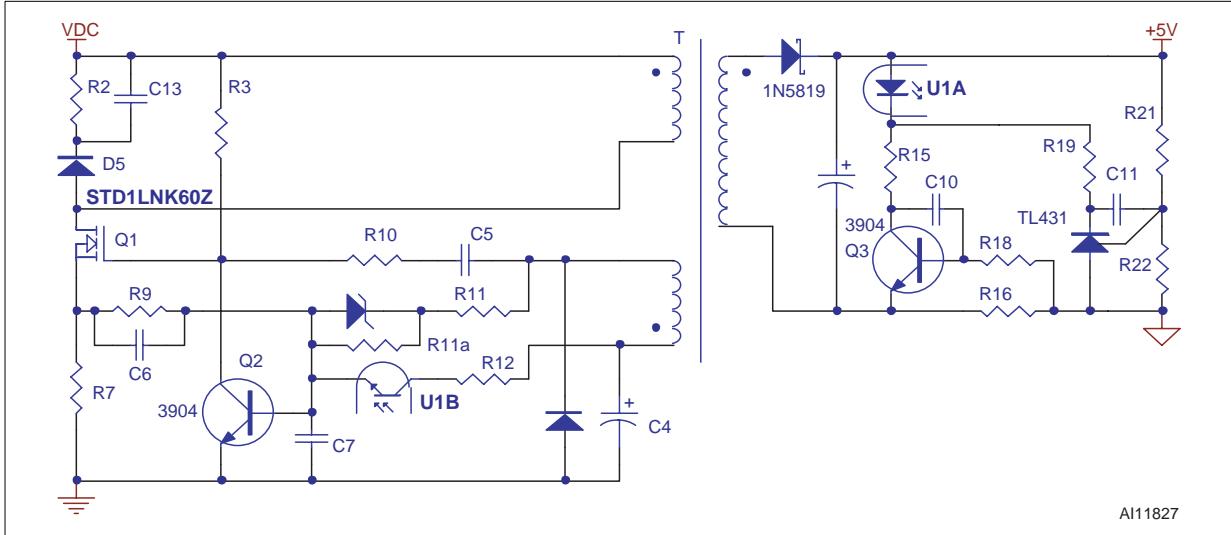 VDC
T
+5V
R2
C13
R3
1N5819
U1A
R21
D5
R15
R19
C11
STD1LNK60Z
C10
TL431
Q1
3904
R10
C5
Q3
R18
R22
R9
R11
R16
C6
R11a
Q2
R12
R7
3904
U1B
C7
C4
+
+
AI11827